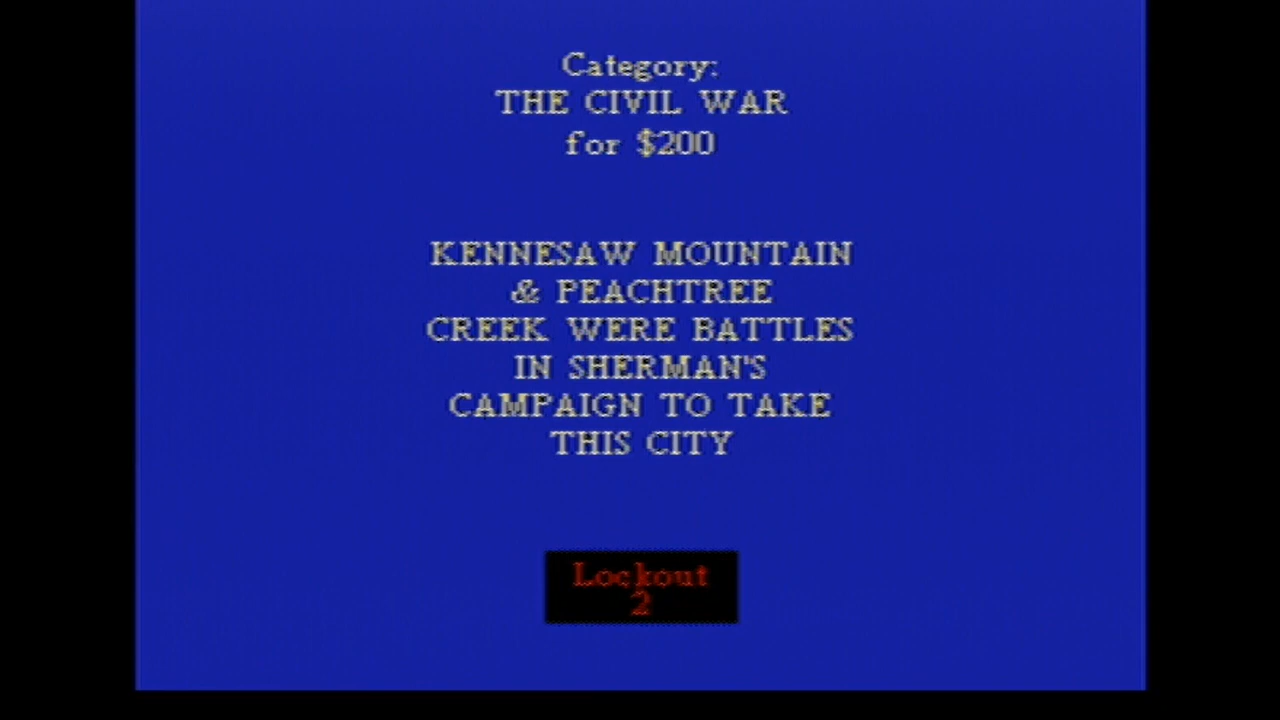 Category:
THE CIVIL WAR
for $200
KENNESAW MOUNTAIN
& PEACHTREE
CREEK WERE BATTLES
IN SHERMAN'S
CAMPAIGN TO TAKE
THIS CITY
Lockout
2